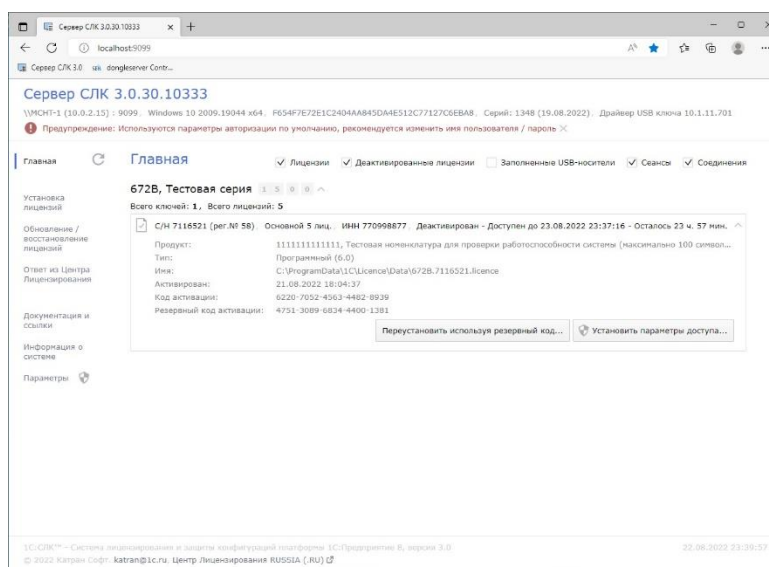 Сервер СЛК 3.0.30.10333
localhost:9099
Сервер СЛК 3.0 dongleserver Contr...
Сервер СЛК 3.0.30.10333
\\MCHT-1 (10.0.2.15) : 9099, Windows 10 2009.19044 x64, F654F7E72E1C2404AA845DA4E512C77127C6EBA8, Серий: 1348 (19.08.2022), Драйвер USB ключа 10.1.11.701
Предупреждение: Используются параметры авторизации по умолчанию, рекомендуется изменить имя пользователя / пароль
Главная
Установка
лицензий
Обновление /
восстановление
лицензий
Ответ из Центра
Лицензирования
Документация и
ссылки
Информация о
системе
Параметры
Главная
Лицензии Деактивированные лицензии Заполненные USB-носители Сеансы Соединения
672B, Тестовая серия 1 5 0 0
Всего ключей: 1, Всего лицензий: 5
С/Н 7116521 (рег.№ 58), Основной 5 лиц., ИНН 770998877, Деактивирован - Доступен до 23.08.2022 23:37:16 - Осталось 23 ч. 57 мин.
Продукт: 1111111111111, Тестовая номенклатура для проверки работоспособности системы (максимально 100 символ...
Тип: Программный (6.0)
Имя: C:\ProgramData\1C\Licence\Data\672B.7116521.licence
Активирован: 21.08.2022 18:04:37
Код активации: 6220-7052-4563-4482-8939
Резервный код активации: 4751-3089-6834-4400-1381
Переустановить используя резервный код... Установить параметры доступа...
1С:СЛК™ – Система лицензирования и защиты конфигураций платформы 1С:Предприятие 8, версия 3.0
22.08.2022 23:39:57
© 2022 Катран Софт, katran@1c.ru, Центр Лицензирования RUSSIA (.RU)